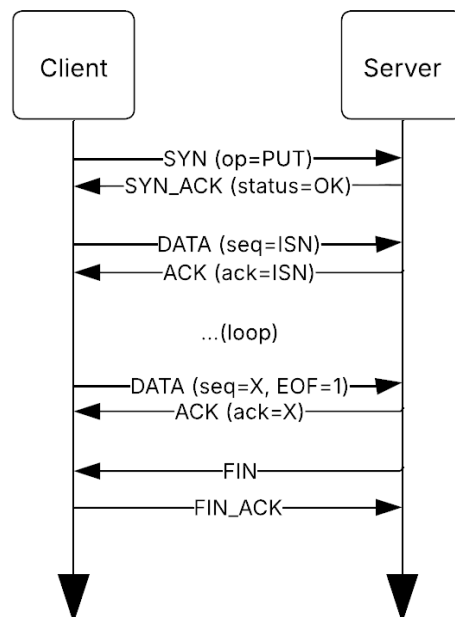 Client
Server
SYN (op=PUT)
SYN_ACK (status=OK)
DATA (seq=ISN)
ACK (ack=ISN)
...(loop)
DATA (seq=X, EOF=1)
ACK (ack=X)
FIN
FIN_ACK